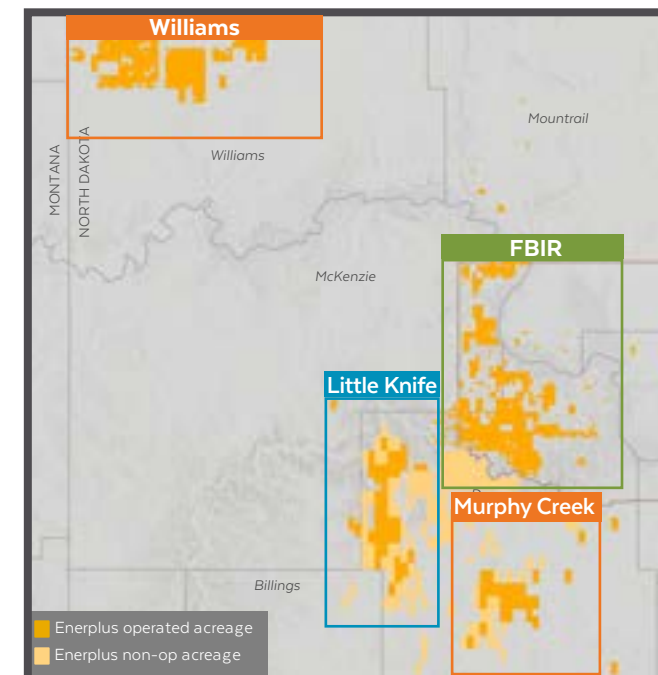 Williams
Mountrail
MONTANA
NORTH DAKOTA
Williams
FBIR
McKenzie
Little Knife
Murphy Creek
Billings
Enerplus operated acreage
Enerplus non-op acreage